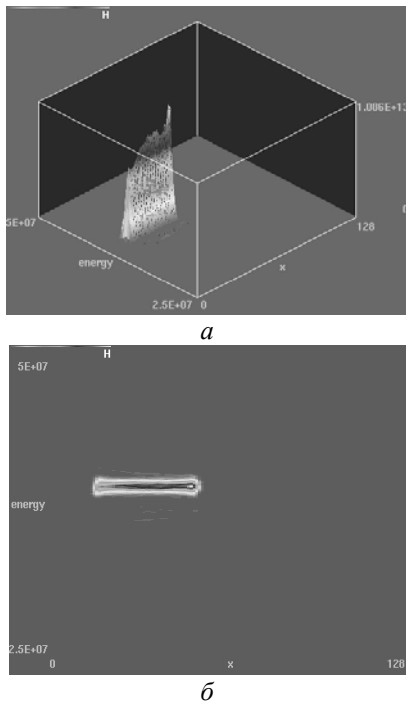 H
1.006E+13
5E+07
128
energy
x
2.5E+07 0
а
H
5E+07
energy
2.5E+07
0 x 128
б